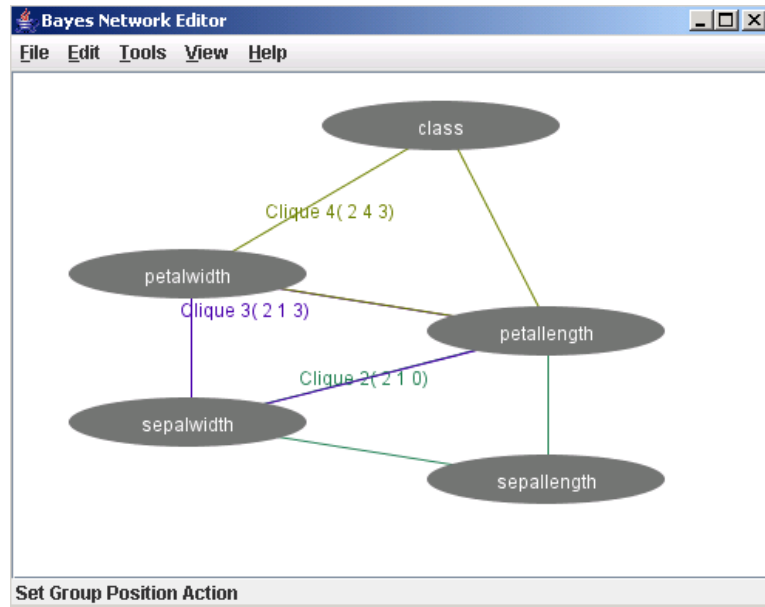 Bayes Network Editor
File Edit Tools View Help
class
Clique 4( 2 4 3)
petalwidth
Clique 3( 2 1 3)
petallength
Clique 2( 2 1 0)
sepalwidth
sepallength
Set Group Position Action